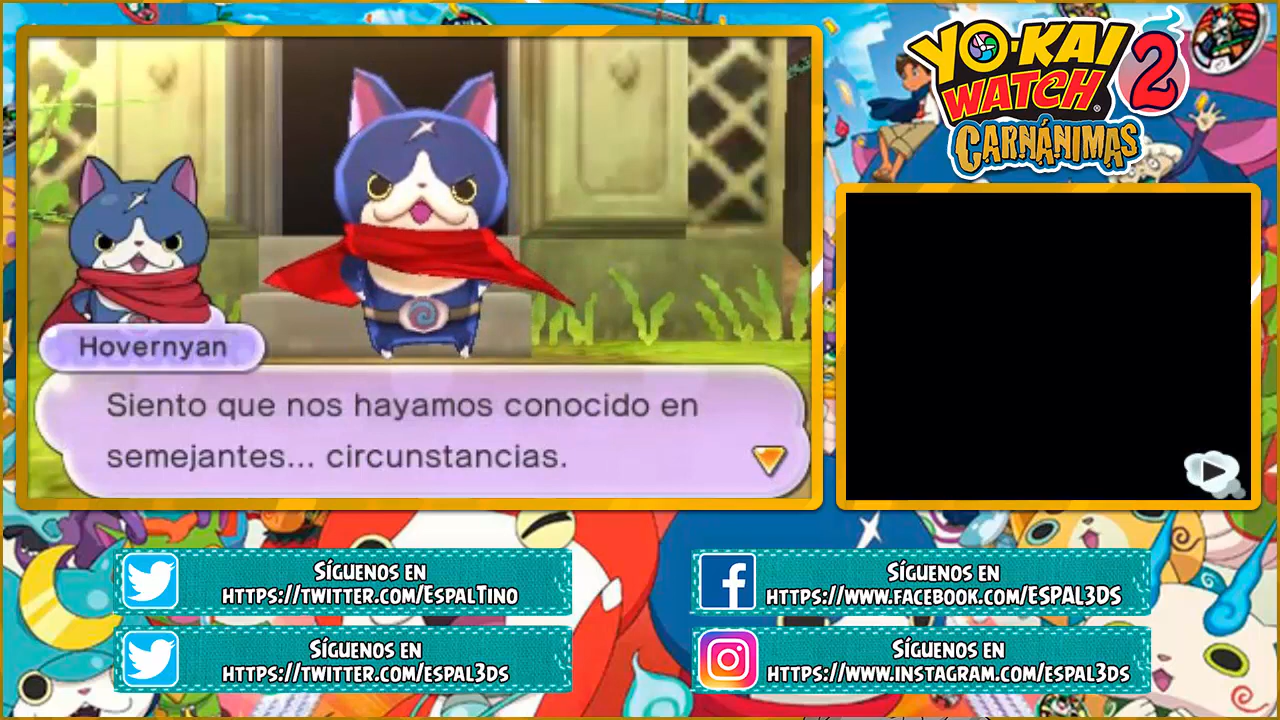 YO-KAI
WATCH® 2
CARNÁNIMAS
Hovernyan
Siento que nos hayamos conocido en
semejantes... circunstancias.
SÍGUENOS EN
HTTPS://TWITTER.COM/ESPALTINO
SÍGUENOS EN
HTTPS://WWW.FACEBOOK.COM/ESPAL3DS
SÍGUENOS EN
HTTPS://TWITTER.COM/ESPAL3DS
SÍGUENOS EN
HTTPS://WWW.INSTAGRAM.COM/ESPAL3DS